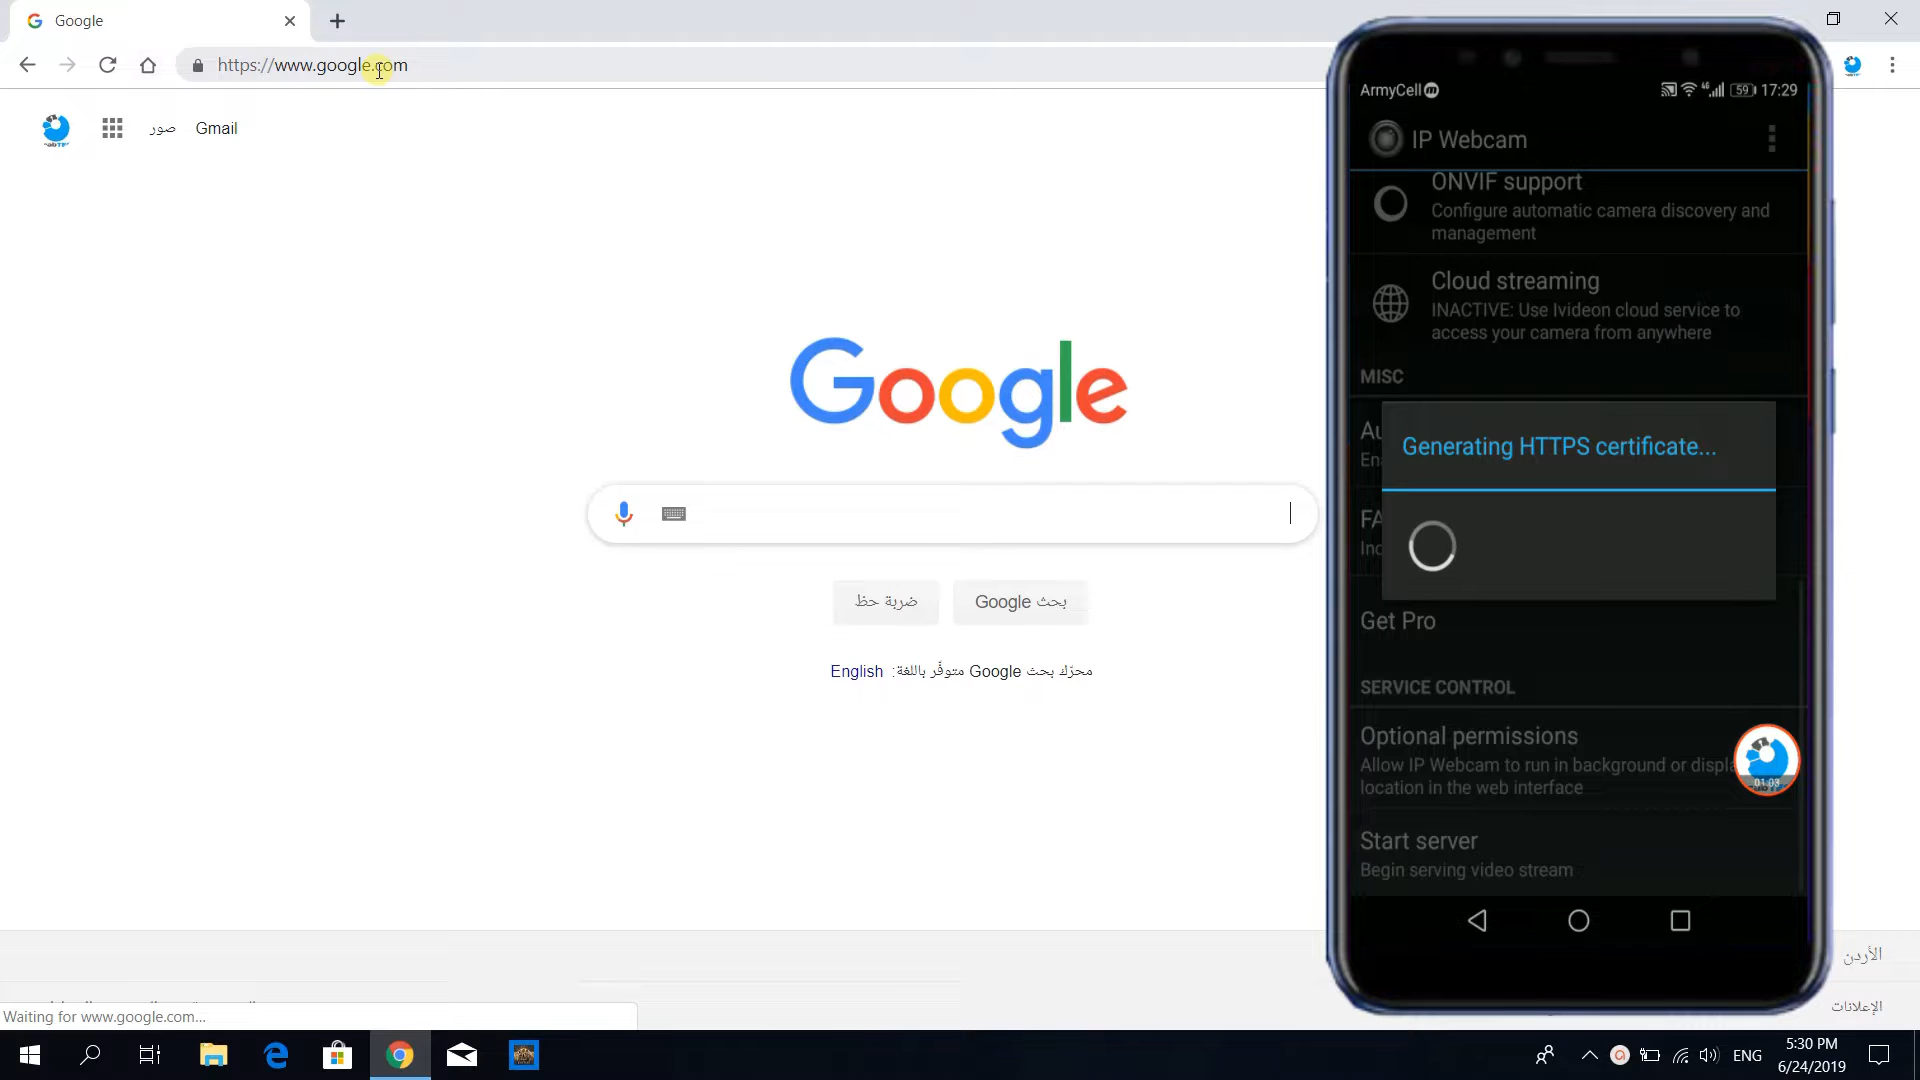 Google
https://www.google.com
صور
Gmail
Google
بحث Google
ضربة حظ
محرّك بحث Google متوفّر باللغة: English
الأردن
الإعلانات
Waiting for www.google.com...
ENG
5:30 PM
6/24/2019
ArmyCell
59
17:29
IP Webcam
ONVIF support
Configure automatic camera discovery and
management
Cloud streaming
INACTIVE: Use Ivideon cloud service to
access your camera from anywhere
MISC
Generating HTTPS certificate...
Get Pro
SERVICE CONTROL
Optional permissions
Allow IP Webcam to run in background or displa
location in the web interface
01:03
Start server
Begin serving video stream